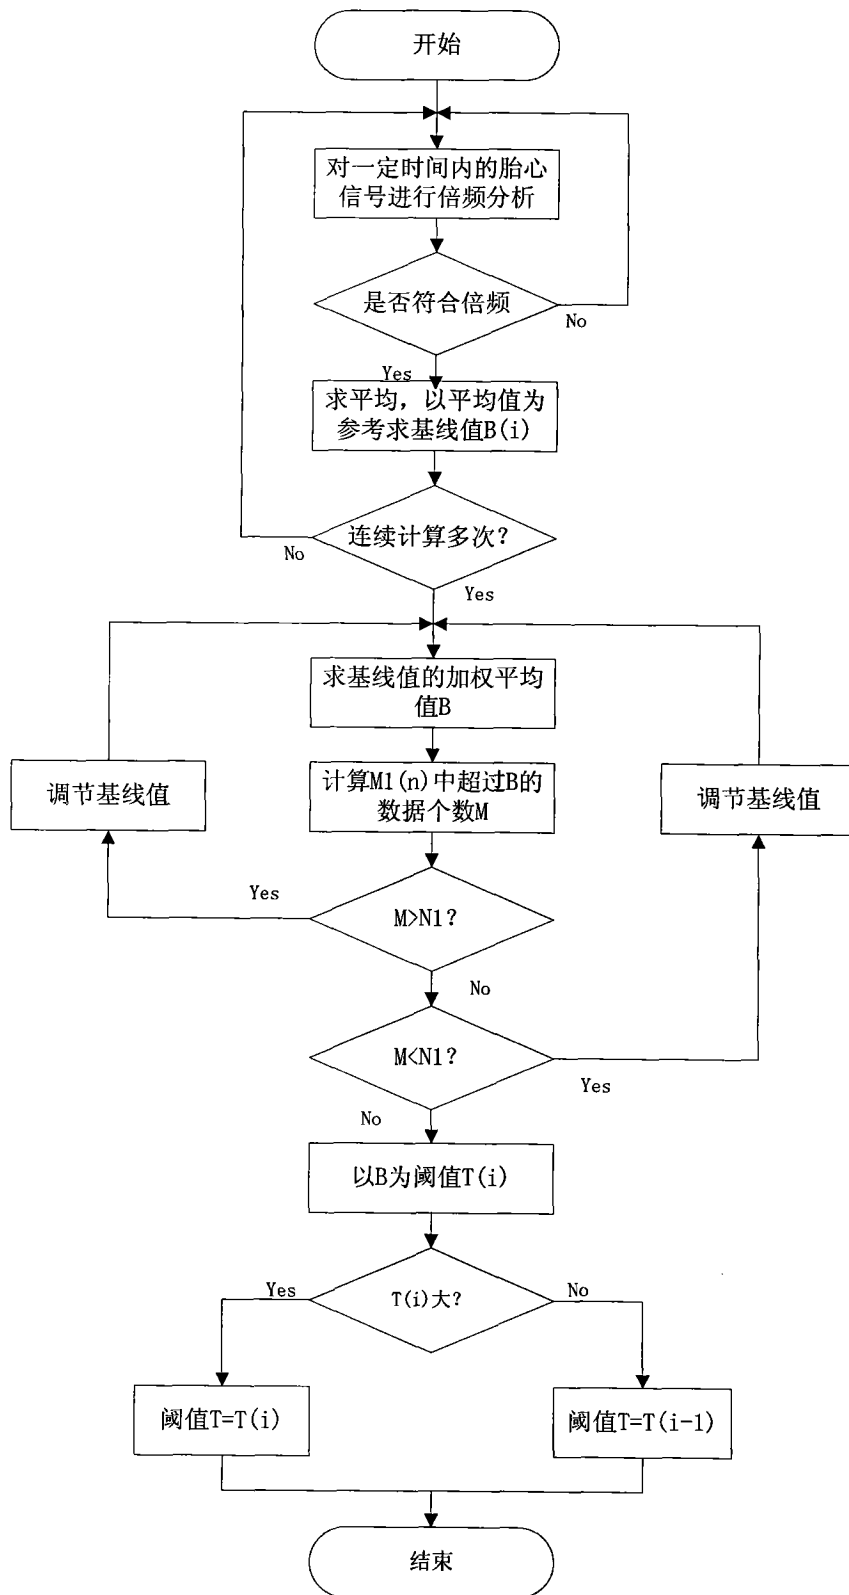 开始
对一定时间内的胎心
信号进行倍频分析
是否符合倍频
No
Yes
求平均，以平均值为
参考求基线值B(i)
连续计算多次？
No
Yes
求基线值的加权平均
值B
调节基线值
计算M1(n)中超过B的
数据个数M
调节基线值
Yes
M>N1？
No
M<N1？
Yes
No
以B为阈值T(i)
Yes
T(i)大？
No
阈值T=T(i)
阈值T=T(i-1)
结束